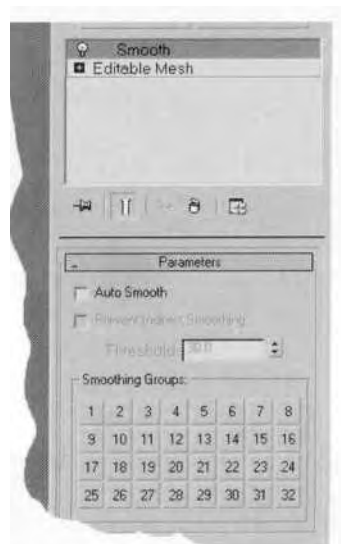 Smooth
Editable Mesh
Parameters
Auto Smooth
Prevent Indirect Smoothing
Threshold: 30.0
Smoothing Groups:
1 2 3 4 5 6 7 8
9 10 11 12 13 14 15 16
17 18 19 20 21 22 23 24
25 26 27 28 29 30 31 32